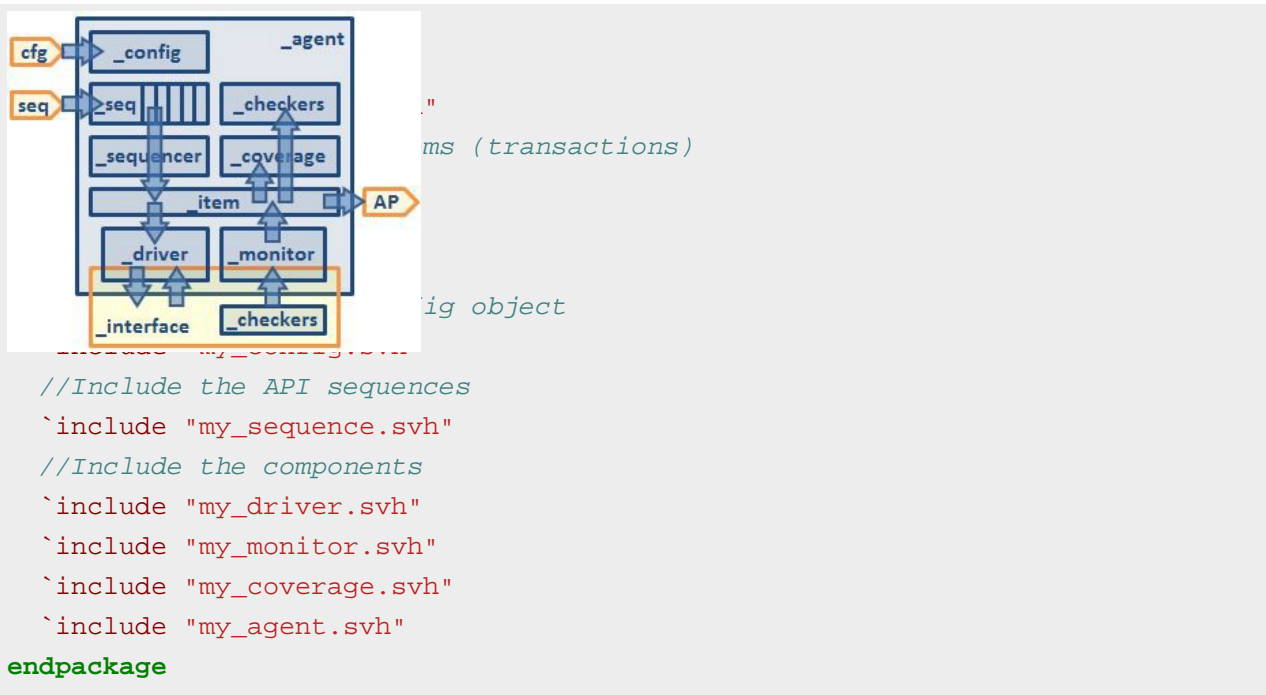 _agent
cfg
_config
seq
_seq
_checkers
"
ms (transactions)
_sequencer
_coverage
_item
AP
_driver
_monitor
ig object
_interface
_checkers
//Include the API sequences
`include "my_sequence.svh"
//Include the components
`include "my_driver.svh"
`include "my_monitor.svh"
`include "my_coverage.svh"
`include "my_agent.svh"
endpackage